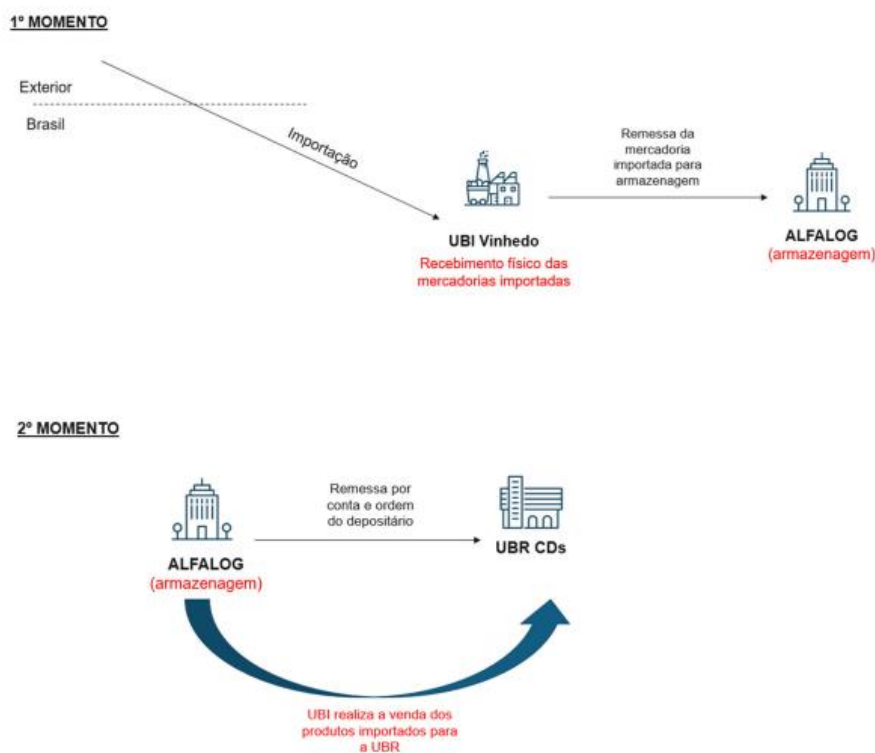 1º MOMENTO
Exterior
Brasil
Importação
UBI Vinhedo
Recebimento físico das
mercadorias importadas
Remessa da
mercadoria
importada para
armazenagem
ALFALOG
(armazenagem)
2º MOMENTO
ALFALOG
(armazenagem)
Remessa por
conta e ordem
do depositário
UBR CDs
UBI realiza a venda dos
produtos importados para
a UBR